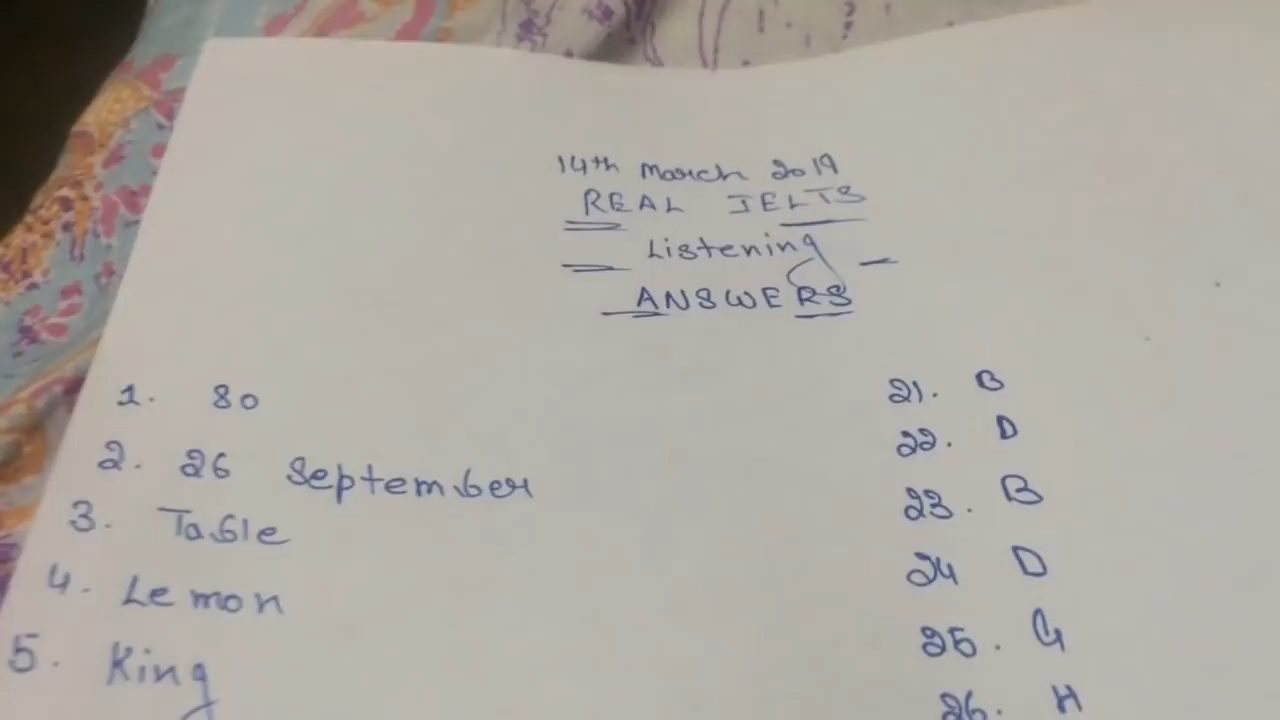 14th March 2019
REAL IELTS
Listening
ANSWERS
1. 80
2. 26 September
3. Table
4. Lemon
5. King
21. B
22. D
23. B
24 D
25. G
26. H